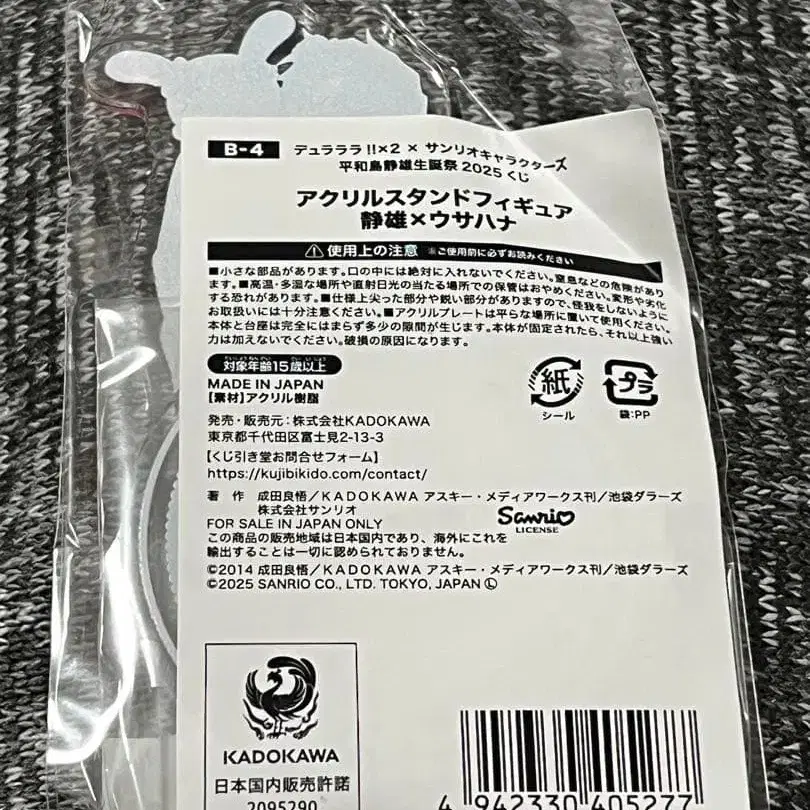 B-4
デュラララ!!×2 × サンリオキャラクターズ
平和島静雄生誕祭2025くじ
アクリルスタンドフィギュア
静雄×ウサハナ
⚠使用上の注意 ※ご使用前に必ずお読みください
■小さな部品があります。口の中には絶対に入れないでください。窒息などの危険があり
ます。■高温・多湿な場所や直射日光の当たる場所での保管はおやめください。変形や劣化
する恐れがあります。■仕様上尖った部分や鋭い部分がありますので、怪我をしないように
お取扱いには十分注意ください。■アクリルプレートは平らな場所に置いて使用ください。
本体と台座は完全にはまらず多少の隙間が生じます。本体が固定されたら、それ以上強い
力は加えないでください。破損の原因になります。
対象年齢15歳以上
MADE IN JAPAN
【素材】アクリル樹脂
紙
シール
プラ
袋:PP
発売・販売元:株式会社KADOKAWA
東京都千代田区富士見2-13-3
【くじ引き堂お問合せフォーム】
https://kujibikido.com/contact/
著 作 成田良悟/KADOKAWA アスキー・メディアワークス刊/池袋ダラーズ
株式会社サンリオ
FOR SALE IN JAPAN ONLY
Sanrio
LICENSE
この商品の販売地域は日本国内であり、海外にこれを
輸出することは一切に認められておりません。
©2014 成田良悟/KADOKAWA アスキー・メディアワークス刊/池袋ダラーズ
©2025 SANRIO CO., LTD. TOKYO, JAPAN Ⓛ
KADOKAWA
日本国内販売許諾
2095290
4 942330 405277